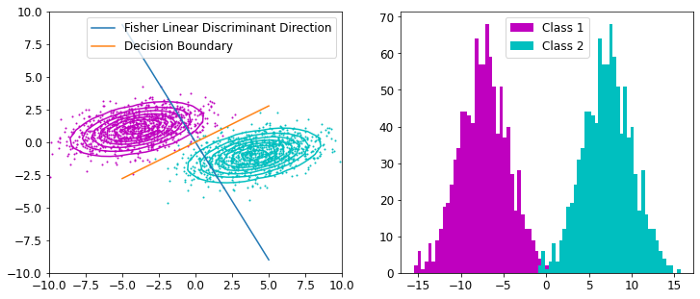 Fisher Linear Discriminant Direction
Decision Boundary
10.0
7.5
5.0
2.5
0.0
−2.5
−5.0
−7.5
−10.0
−10.0 −7.5 −5.0 −2.5 0.0 2.5 5.0 7.5 10.0
Class 1
Class 2
70
60
50
40
30
20
10
0
−15 −10 −5 0 5 10 15